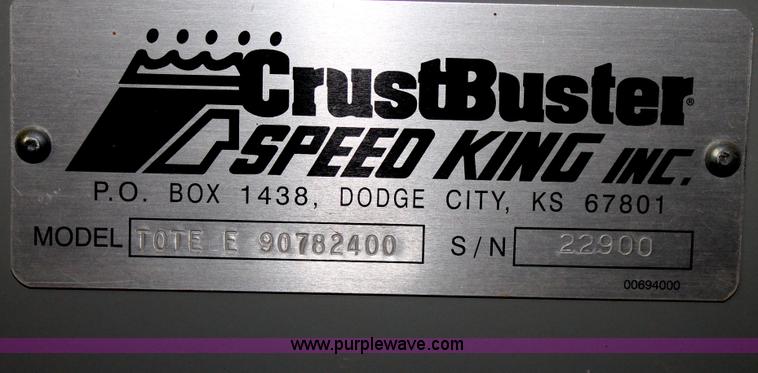 CrustBuster®
SPEED KING INC.
P.O. BOX 1438, DODGE CITY, KS 67801
MODEL TOTE E 90782400 S/N 22900
00694000
www.purplewave.com